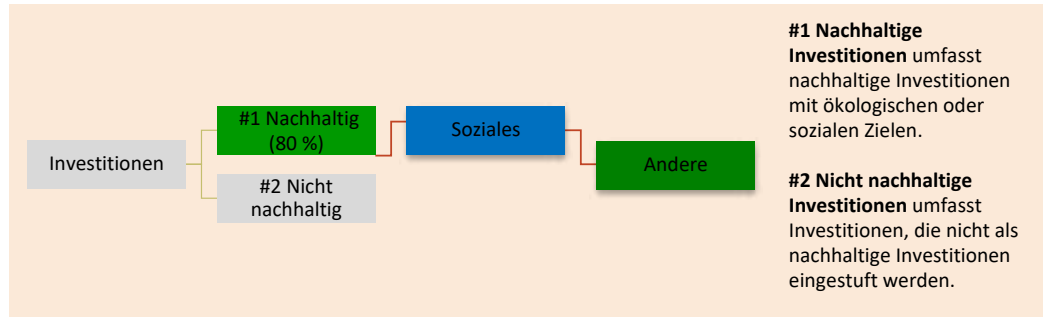 Investitionen
#1 Nachhaltig
(80 %)
#2 Nicht
nachhaltig
Soziales
Andere
#1 Nachhaltige
Investitionen umfasst
nachhaltige Investitionen
mit ökologischen oder
sozialen Zielen.
#2 Nicht nachhaltige
Investitionen umfasst
Investitionen, die nicht als
nachhaltige Investitionen
eingestuft werden.